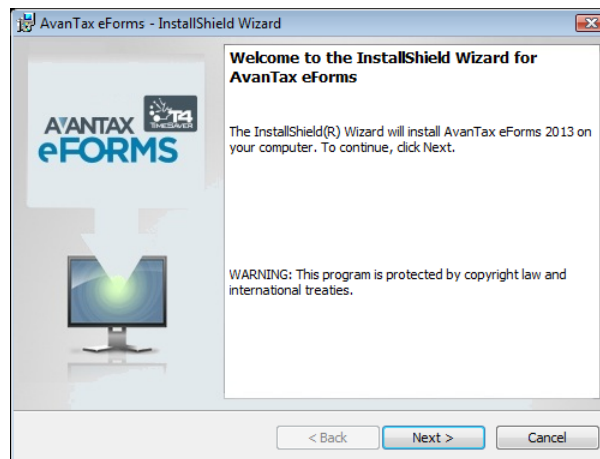 AvanTax eForms - InstallShield Wizard
Welcome to the InstallShield Wizard for
AvanTax eForms
AVANTAX
T4
TIMESAVER
eFORMS
The InstallShield(R) Wizard will install AvanTax eForms 2013 on
your computer. To continue, click Next.
WARNING: This program is protected by copyright law and
international treaties.
< Back
Next >
Cancel